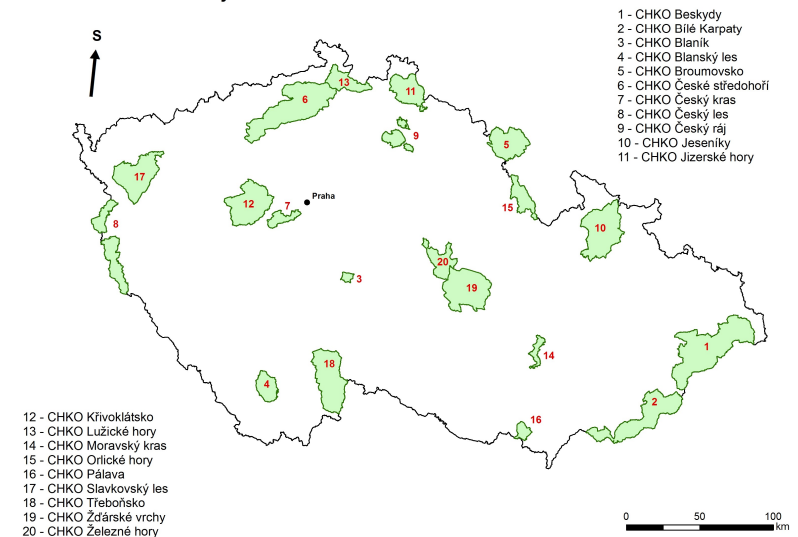 S
1 - CHKO Beskydy
2 - CHKO Bílé Karpaty
3 - CHKO Blaník
4 - CHKO Blanský les
5 - CHKO Broumovsko
6 - CHKO České středohoří
7 - CHKO Český kras
8 - CHKO Český les
9 - CHKO Český ráj
10 - CHKO Jeseníky
11 - CHKO Jizerské hory
13
6
11
9
5
17
12
7
Praha
15
8
10
20
3
19
1
14
18
4
2
16
12 - CHKO Křivoklátsko
13 - CHKO Lužické hory
14 - CHKO Moravský kras
15 - CHKO Orlické hory
16 - CHKO Pálava
17 - CHKO Slavkovský les
18 - CHKO Třeboňsko
19 - CHKO Žďárské vrchy
20 - CHKO Železné hory
0 50 100
km